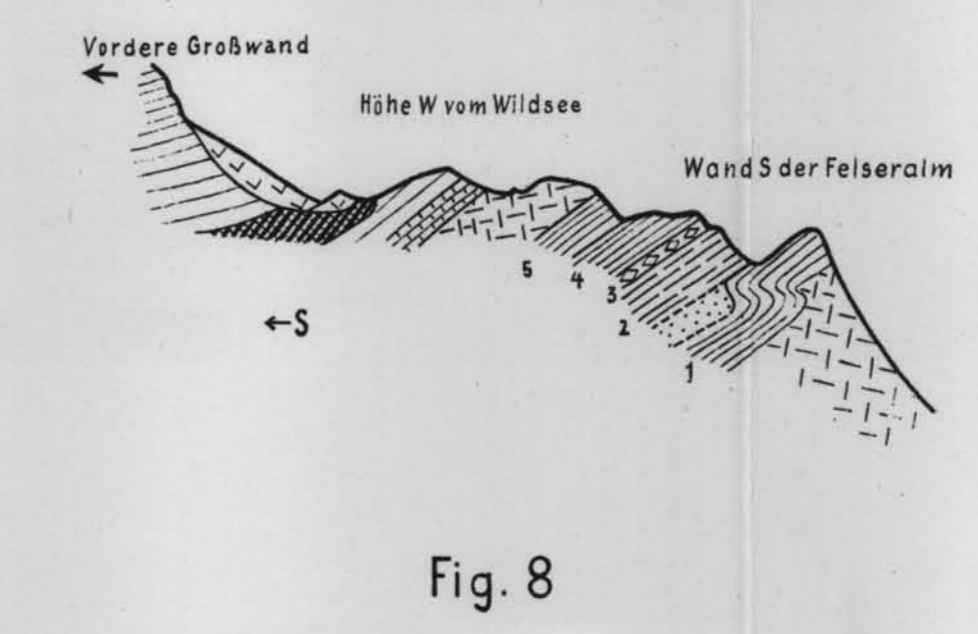 Vordere Großwand
Höhe W vom Wildsee
Wand S der Felseralm
5
4
3
2
1
←S
Fig. 8